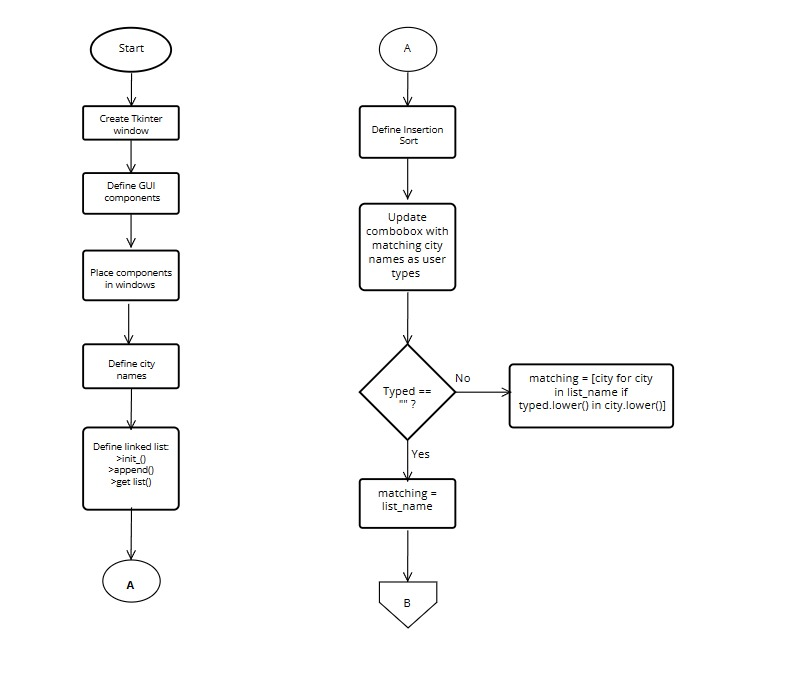 Start
Create Tkinter
window
Define GUI
components
Place components
in windows
Define city
names
Define linked list:
>init_()
>append()
>get list()
A
A
Define Insertion
Sort
Update
combobox with
matching city
names as user
types
Typed ==
"" ?
No
matching = [city for city
in list_name if
typed.lower() in city.lower()]
Yes
matching =
list_name
B